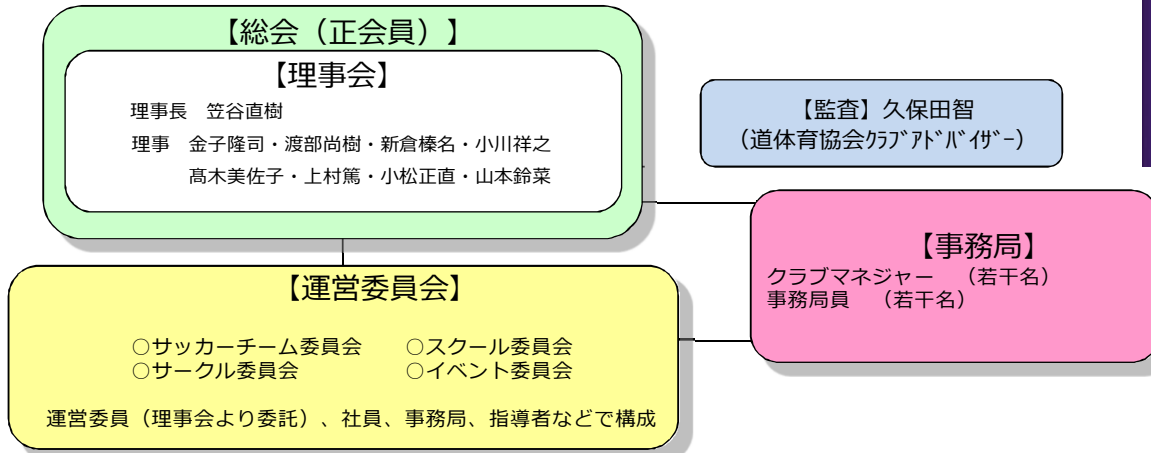 【総会（正会員）】
【理事会】
理事長　笠谷直樹
理事　金子隆司・渡部尚樹・新倉榛名・小川祥之
髙木美佐子・上村篤・小松正直・山本鈴菜
【監査】久保田智
（道体育協会ｸﾗﾌﾞｱﾄﾞﾊﾞｲｻﾞｰ）
【事務局】
クラブマネジャー　（若干名）
事務局員　（若干名）
【運営委員会】
○サッカーチーム委員会　○スクール委員会
○サークル委員会　○イベント委員会
運営委員（理事会より委託）、社員、事務局、指導者などで構成